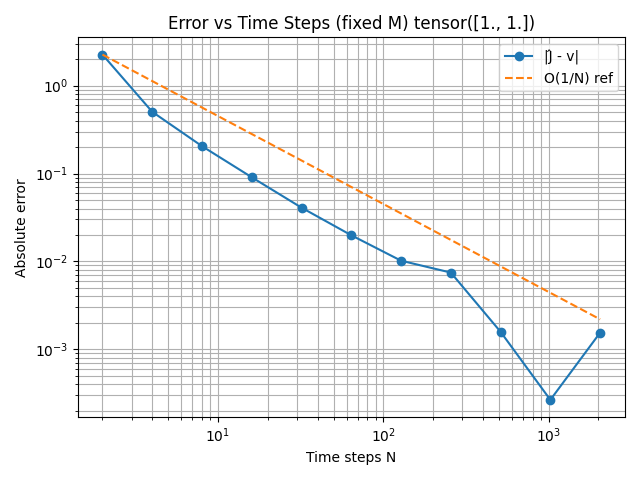 Error vs Time Steps (fixed M) tensor([1., 1.])
|Ĵ - v|
O(1/N) ref
Absolute error
10⁰
10⁻¹
10⁻²
10⁻³
10¹
10²
10³
Time steps N